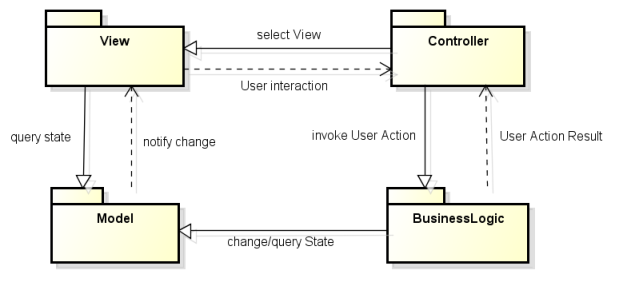 select View
View
Controller
User interaction
query state
notify change
invoke User Action
User Action Result
Model
BusinessLogic
change/query State